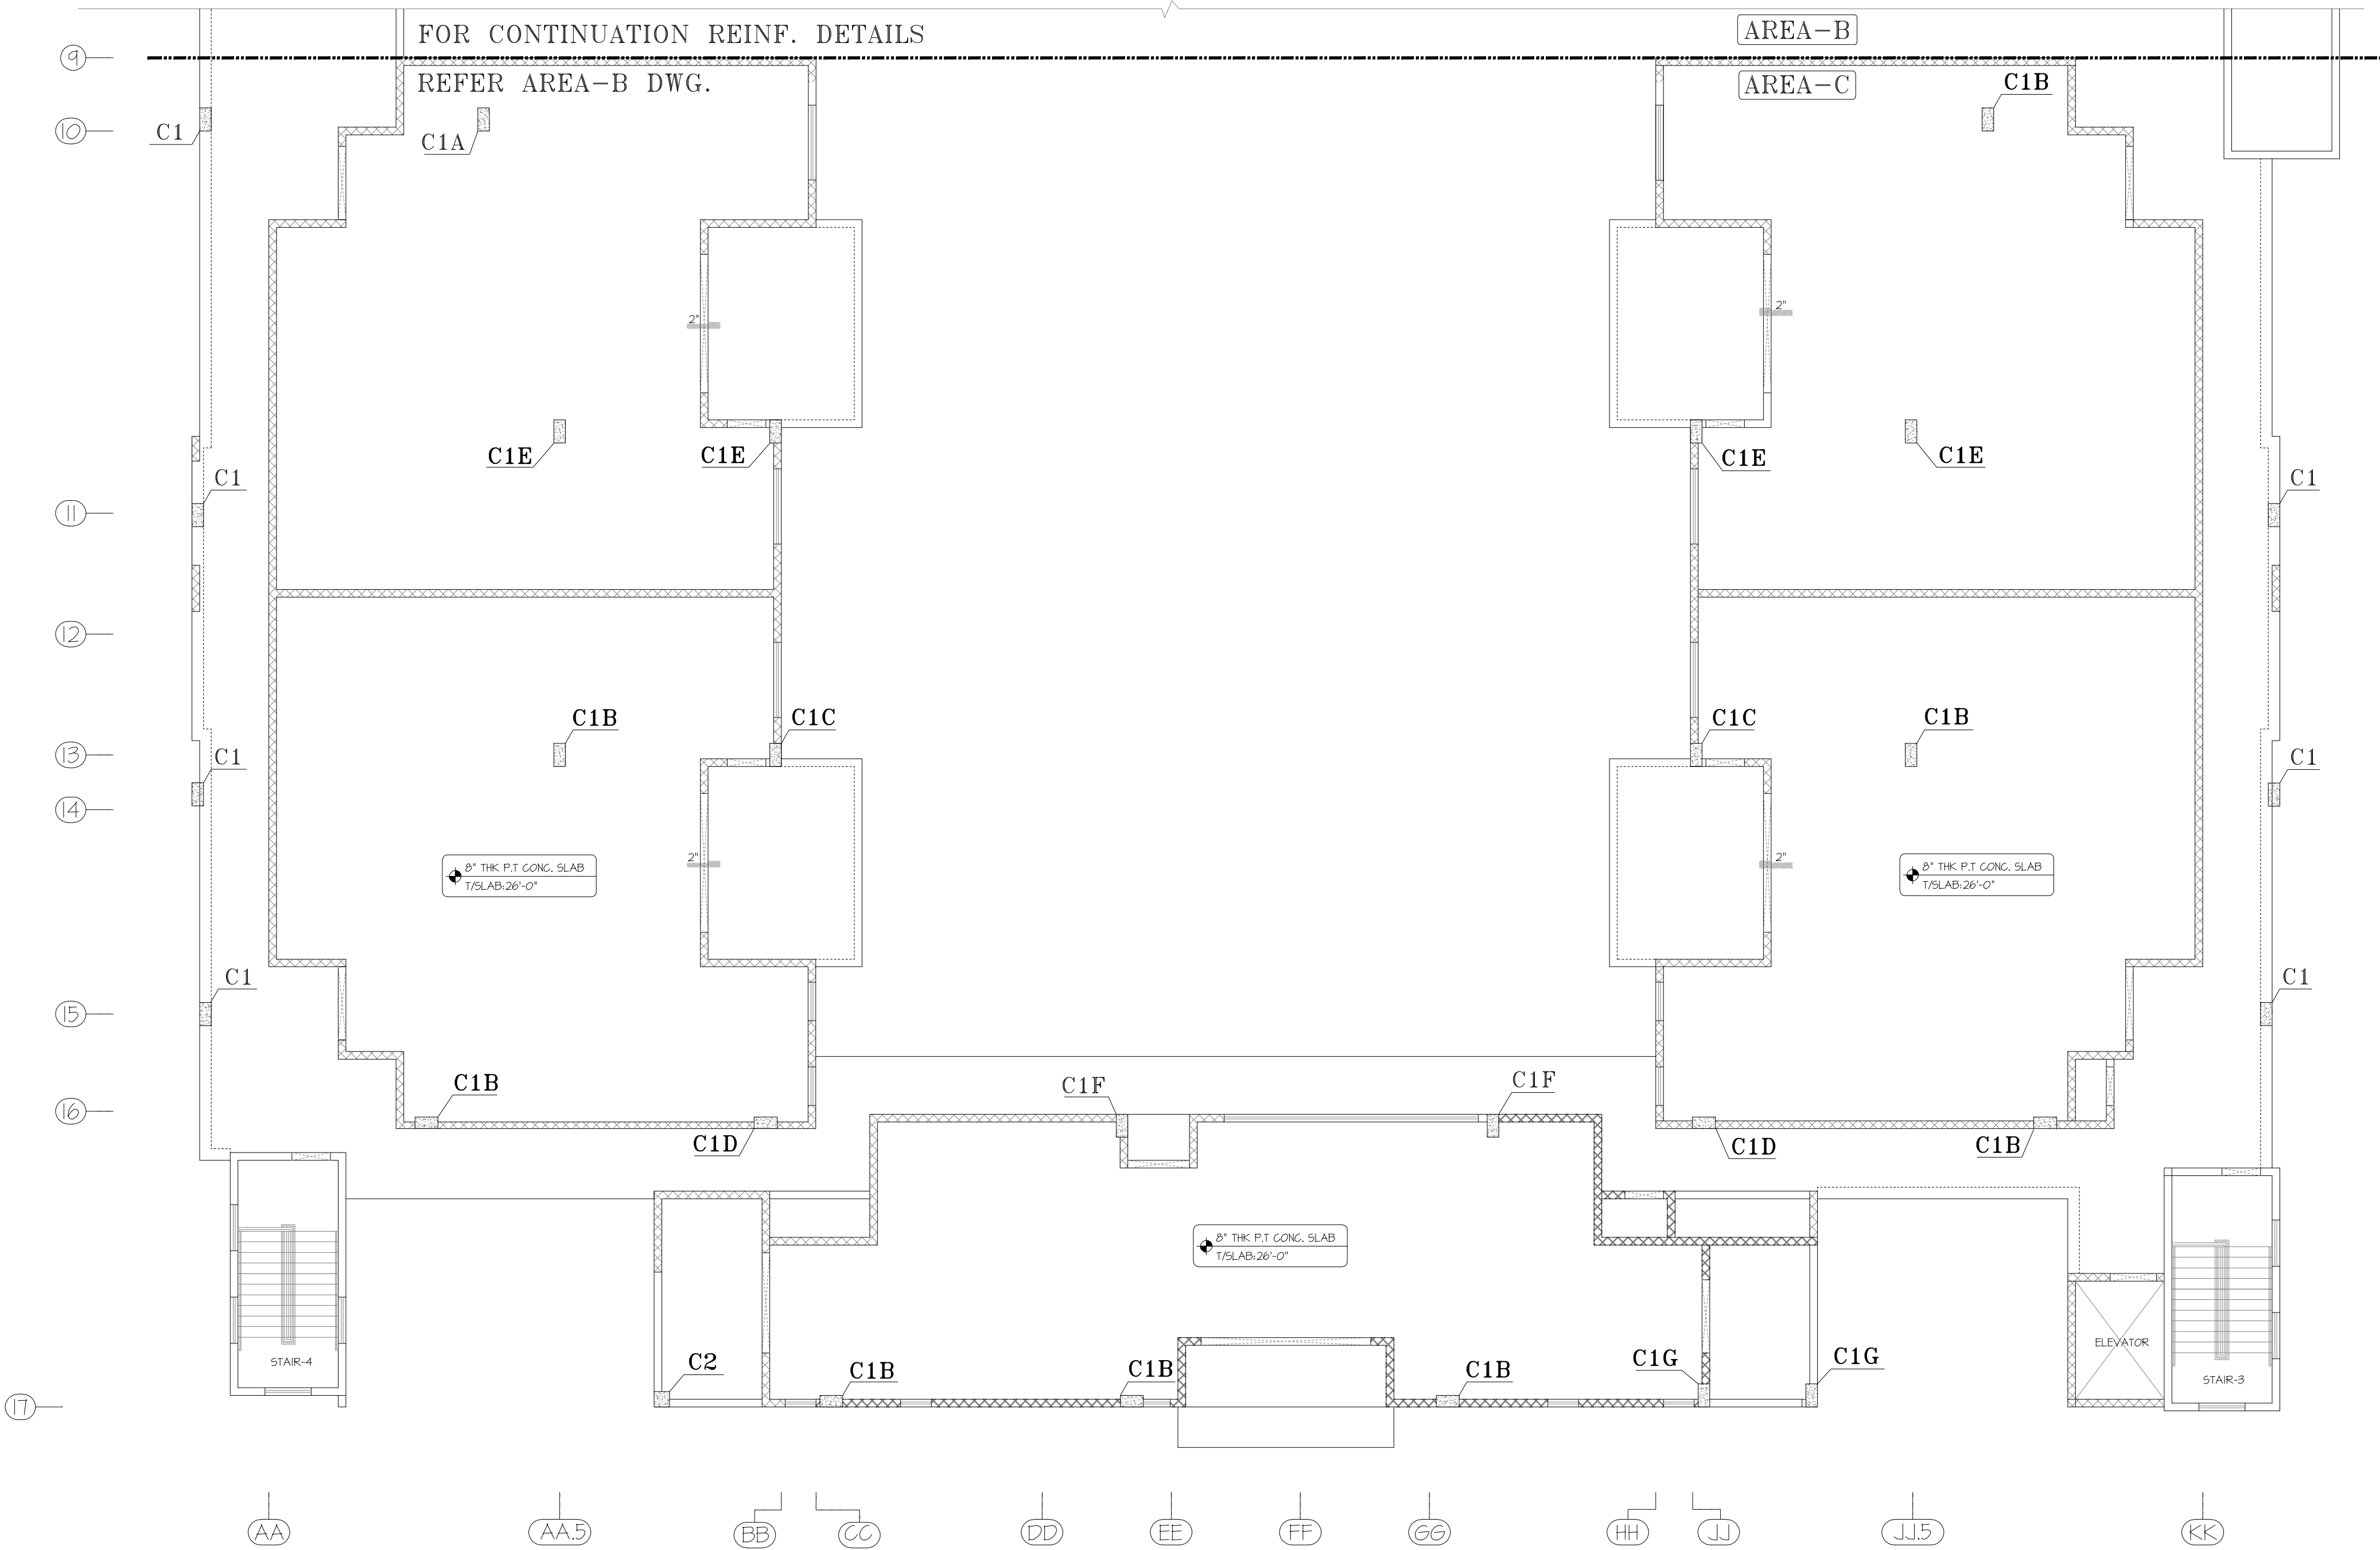 FOR CONTINUATION REINF. DETAILS
AREA-B
9
REFER AREA-B DWG.
AREA-C
C1B
10
C1
C1A
2"
2"
C1E
C1E
C1E
C1E
C1
C1
11
12
C1B
C1C
C1C
C1B
13
C1
C1
14
2"
2"
8" THK P.T CONC. SLAB
T/SLAB:26'-0"
8" THK P.T CONC. SLAB
T/SLAB:26'-0"
C1
C1
15
C1B
C1F
C1F
16
C1D
C1D
C1B
8" THK P.T CONC. SLAB
T/SLAB:26'-0"
ELEVATOR
STAIR-4
C2
C1B
C1B
C1B
C1G
C1G
STAIR-3
17
AA
AA.5
BB
CC
DD
EE
FF
GG
HH
JJ
JJ.5
KK